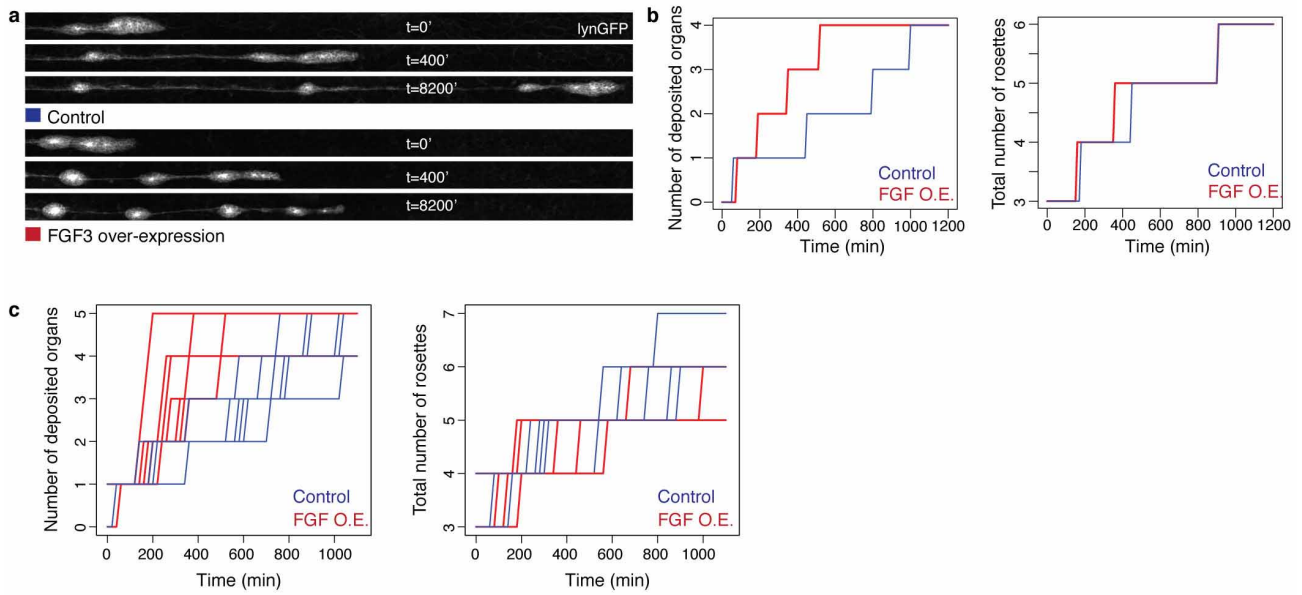 a
t=0'
lynGFP
t=400'
t=8200'
Control
t=0'
t=400'
t=8200'
FGF3 over-expression
b
Number of deposited organs
4
3
2
1
0
Control
FGF O.E.
0 200 400 600 800 1000 1200
Time (min)
Total number of rosettes
6
5
4
3
Control
FGF O.E.
0 200 400 600 800 1000 1200
Time (min)
c
Number of deposited organs
5
4
3
2
1
0
Control
FGF O.E.
0 200 400 600 800 1000
Time (min)
Total number of rosettes
7
6
5
4
3
Control
FGF O.E.
0 200 400 600 800 1000
Time (min)